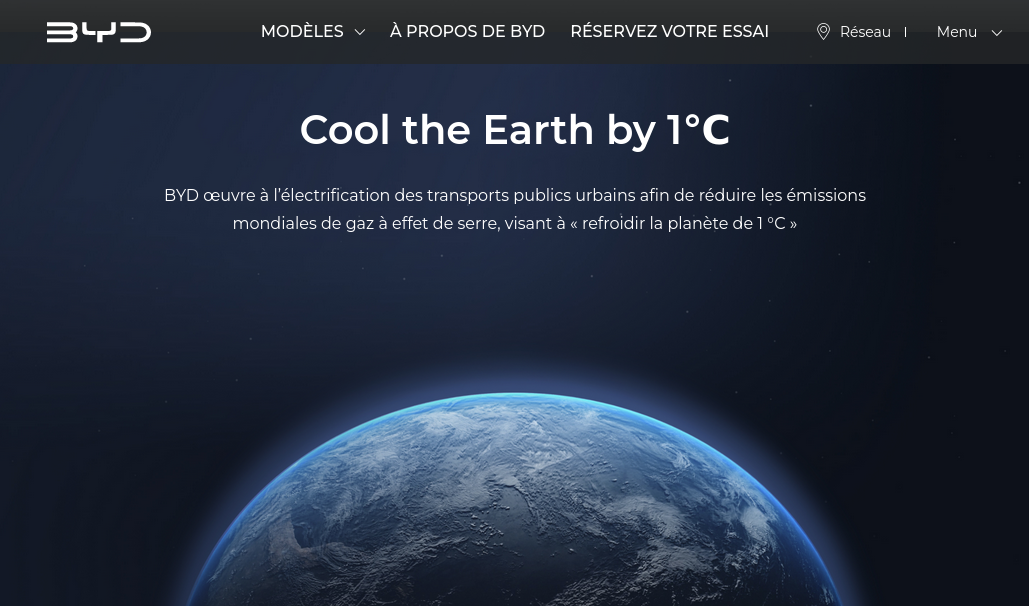 BYD
MODÈLES
À PROPOS DE BYD
RÉSERVEZ VOTRE ESSAI
Réseau
Menu
Cool the Earth by 1°C
BYD œuvre à l’électrification des transports publics urbains afin de réduire les émissions
mondiales de gaz à effet de serre, visant à « refroidir la planète de 1 °C »